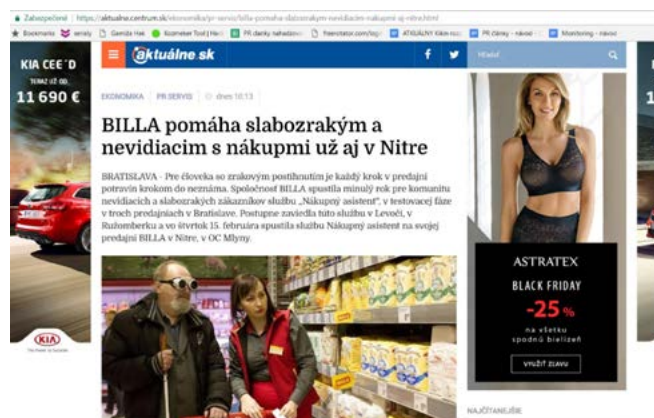 Zabezpečené | https://aktualne.centrum.sk/ekonomika/pr-servis/billa-pomaha-slabozrakym-nevidiacim-nakupmi-aj-nitre.html
Bookmarks
KIA CEE'D
TERAZ UŽ OD
11 690 €
aktuálne.sk
Hľadať
EKONOMIKA | PR SERVIS | dnes 10:13
BILLA pomáha slabozrakým a
nevidiacim s nákupmi už aj v Nitre
BRATISLAVA - Pre človeka so zrakovým postihnutím je každý krok v predajni
potravín krokom do neznáma. Spoločnosť BILLA spustila minulý rok pre komunitu
nevidiacich a slabozrakých zákazníkov službu „Nákupný asistent", v testovacej fáze
v troch predajniach v Bratislave. Postupne zaviedla túto službu v Levoči, v
Ružomberku a vo štvrtok 15. februára spustila službu Nákupný asistent na svojej
predajni BILLA v Nitre, v OC Mlyny.
KIA
ASTRATEX
BLACK FRIDAY
-25 %
na všetku
spodnú bielizeň
VYUŽIŤ ZĽAVU
NAJČÍTANEJŠIE